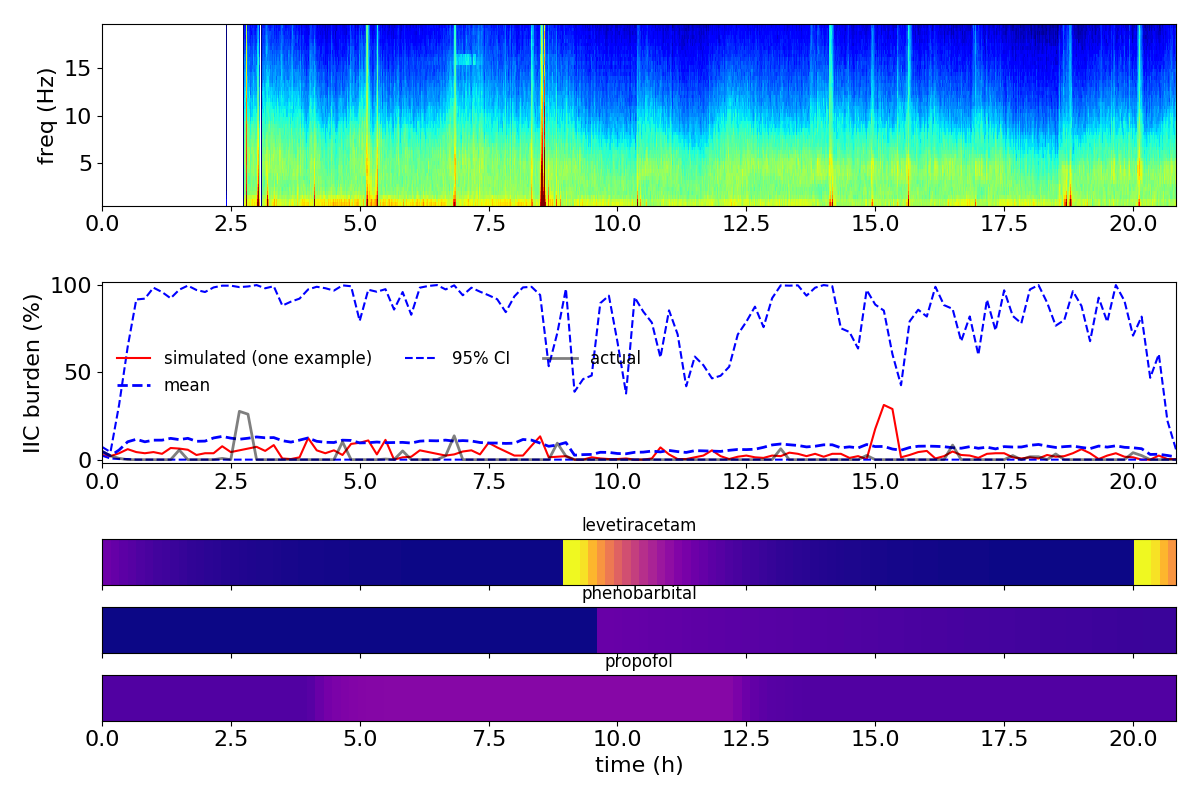 freq (Hz)
15
10
5
0.0 2.5 5.0 7.5 10.0 12.5 15.0 17.5 20.0
IIC burden (%)
100
50
0
simulated (one example) 95% CI actual
mean
0.0 2.5 5.0 7.5 10.0 12.5 15.0 17.5 20.0
levetiracetam
phenobarbital
propofol
0.0 2.5 5.0 7.5 10.0 12.5 15.0 17.5 20.0
time (h)